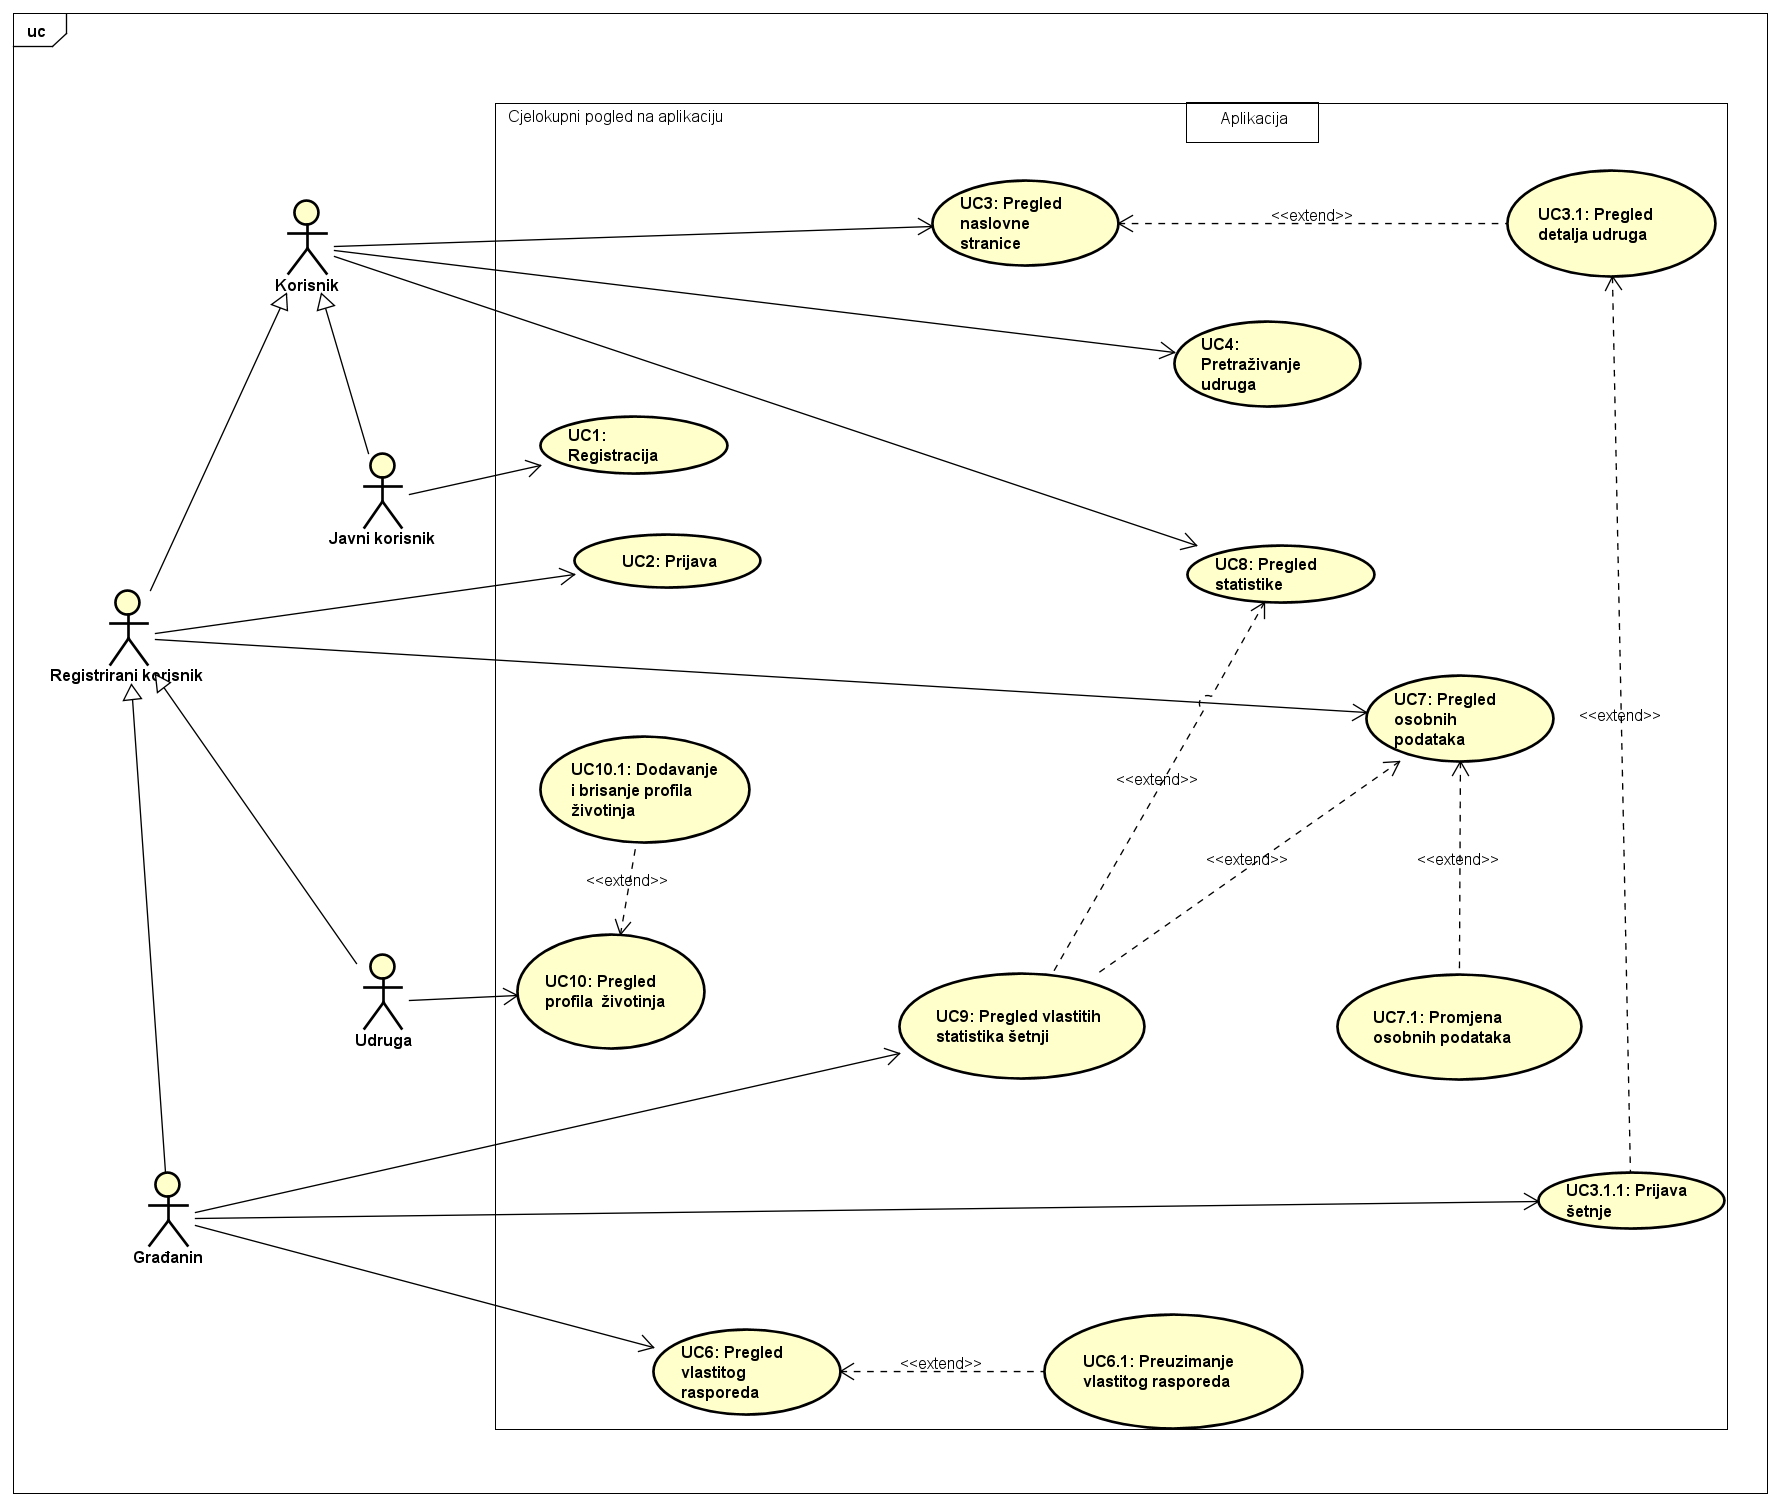 uc
Cjelokupni pogled na aplikaciju
Aplikacija
UC3: Pregled
naslovne
stranice
<<extend>>
UC3.1: Pregled
detalja udruga
Korisnik
UC4:
Pretraživanje
udruga
UC1:
Registracija
Javni korisnik
UC2: Prijava
UC8: Pregled
statistike
Registrirani korisnik
UC7: Pregled
osobnih
podataka
<<extend>>
UC10.1: Dodavanje
i brisanje profila
životinja
<<extend>>
<<extend>>
<<extend>>
<<extend>>
UC10: Pregled
profila  životinja
Udruga
UC9: Pregled vlastitih
statistika šetnji
UC7.1: Promjena
osobnih podataka
UC3.1.1: Prijava
šetnje
Građanin
UC6: Pregled
vlastitog
rasporeda
<<extend>>
UC6.1: Preuzimanje
vlastitog rasporeda